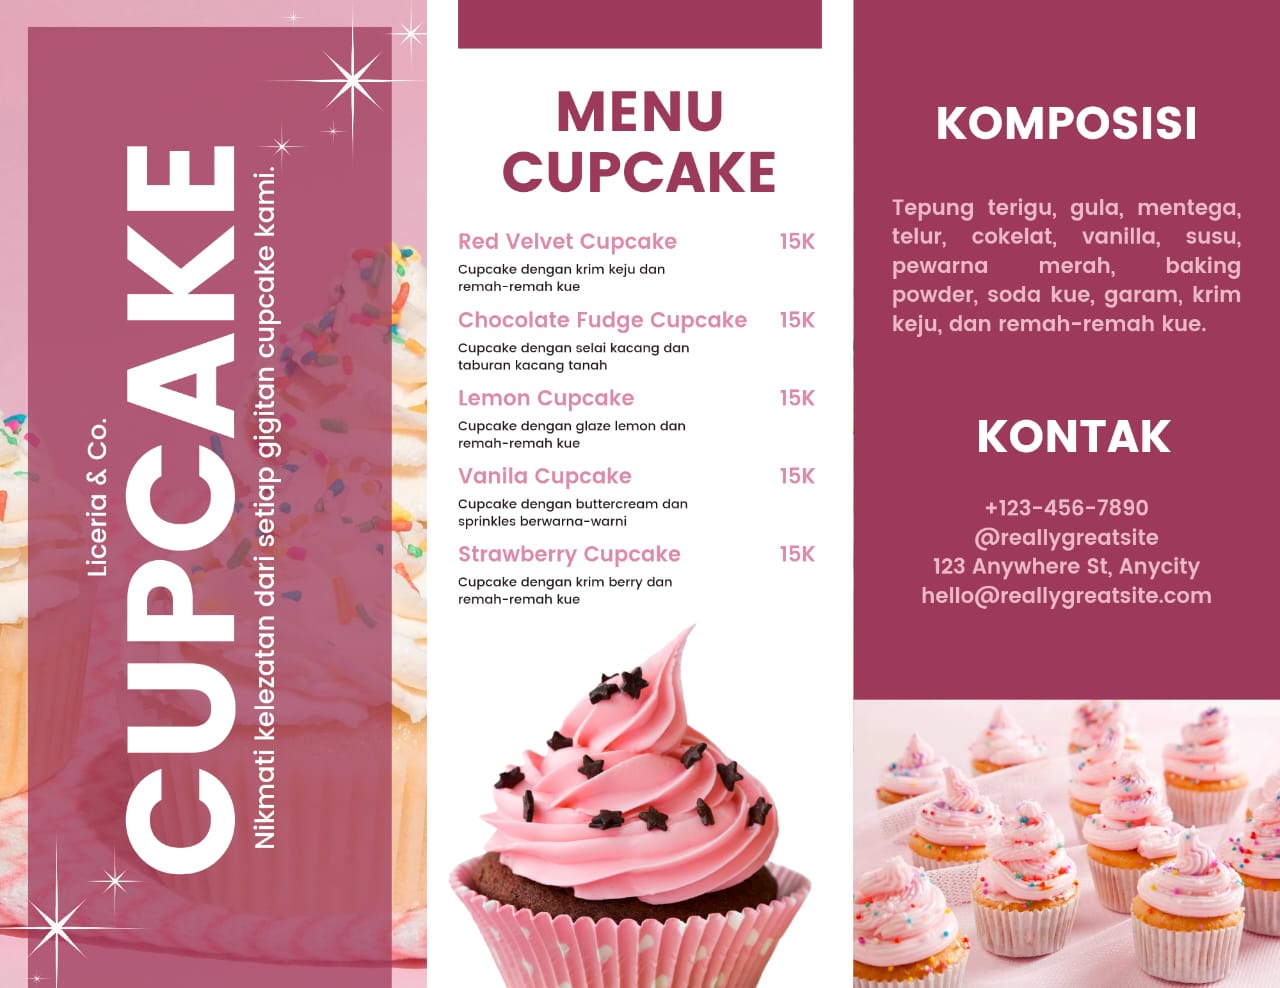 Liceria & Co.
CUPCAKE
Nikmati kelezatan dari setiap gigitan cupcake kami.
MENU
CUPCAKE
Red Velvet Cupcake 15K
Cupcake dengan krim keju dan
remah-remah kue
Chocolate Fudge Cupcake 15K
Cupcake dengan selai kacang dan
taburan kacang tanah
Lemon Cupcake 15K
Cupcake dengan glaze lemon dan
remah-remah kue
Vanila Cupcake 15K
Cupcake dengan buttercream dan
sprinkles berwarna-warni
Strawberry Cupcake 15K
Cupcake dengan krim berry dan
remah-remah kue
KOMPOSISI
Tepung terigu, gula, mentega,
telur, cokelat, vanilla, susu,
pewarna merah, baking
powder, soda kue, garam, krim
keju, dan remah-remah kue.
KONTAK
+123-456-7890
@reallygreatsite
123 Anywhere St, Anycity
hello@reallygreatsite.com